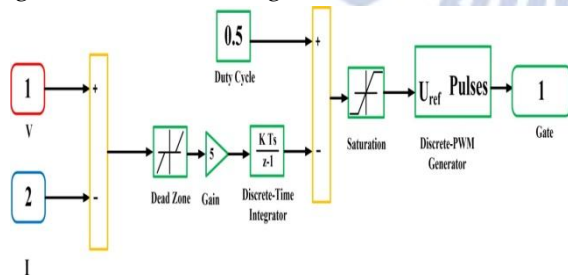 1
V
2
I
+
-
Dead Zone
5
Gain
K Ts
z-1
Discrete-Time
Integrator
0.5
Duty Cycle
+
-
Saturation
Uref Pulses
Discrete-PWM
Generator
1
Gate